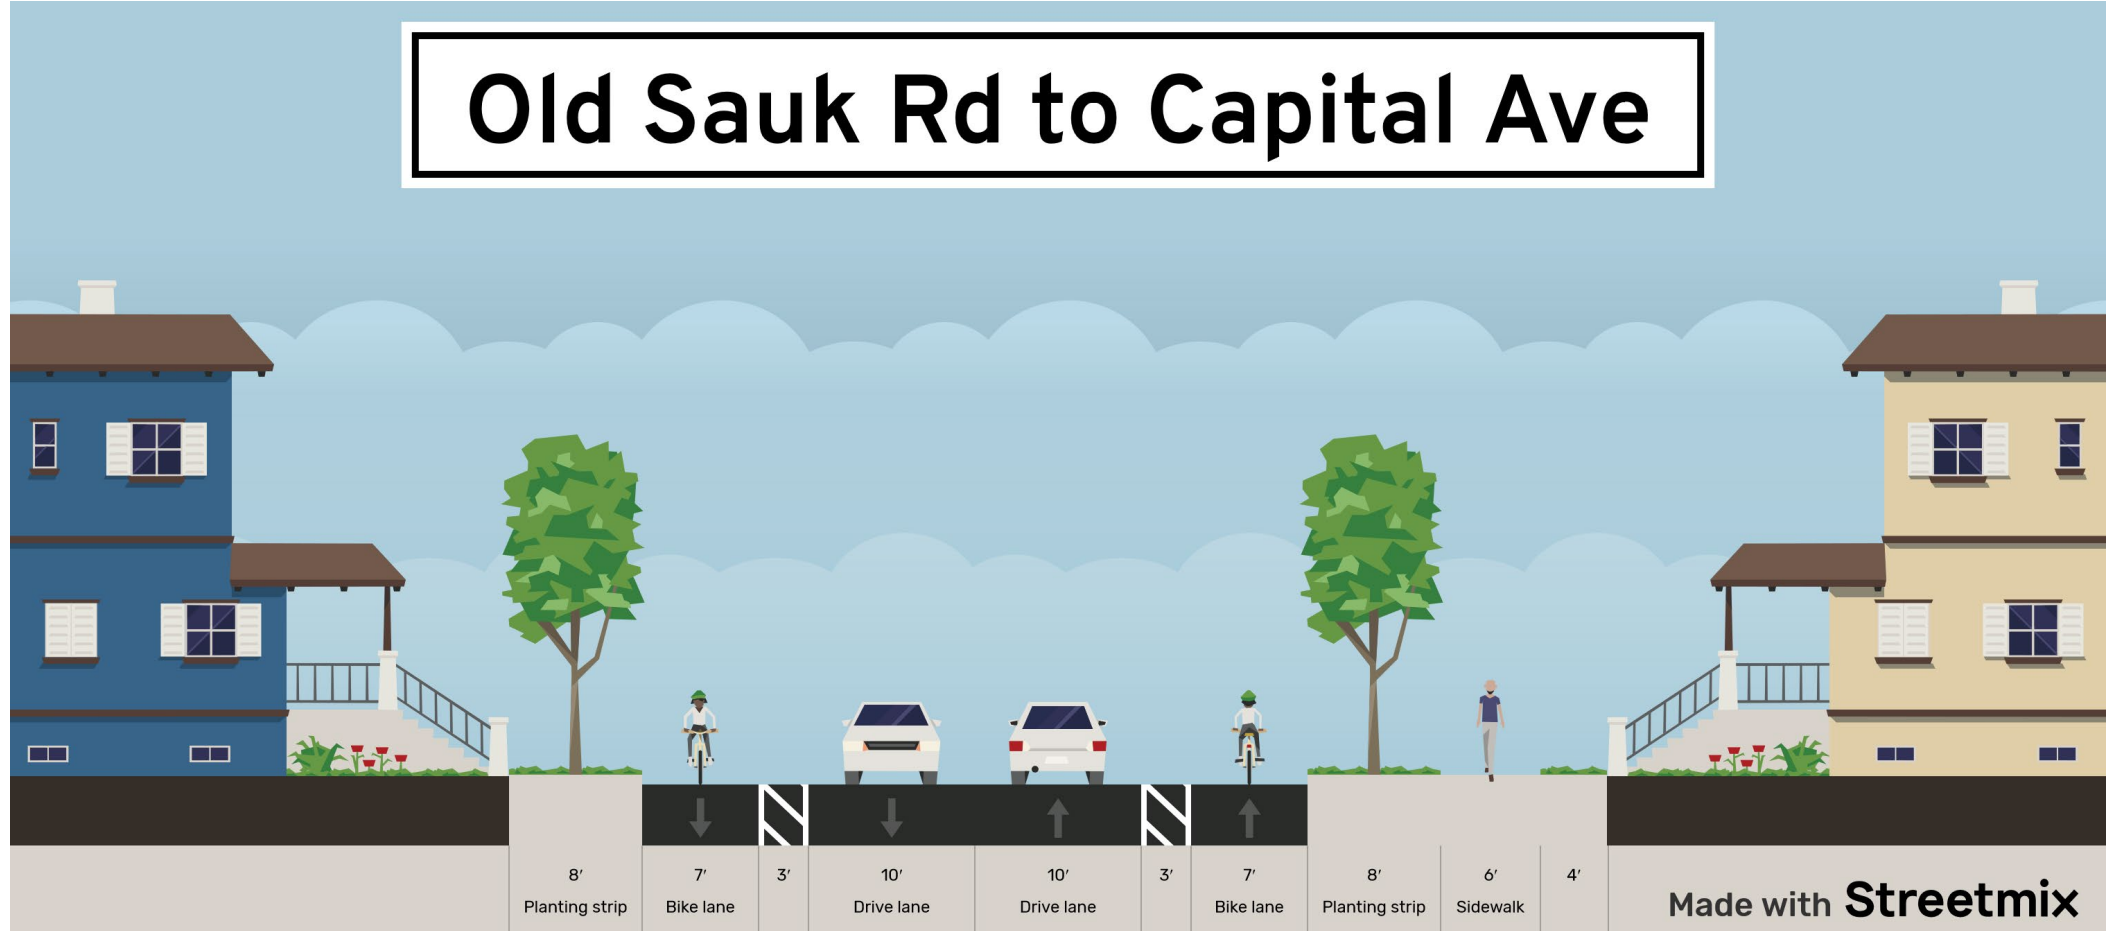 Old Sauk Rd to Capital Ave
8′ 7′ 3′ 10′ 10′ 3′ 7′ 8′ 6′ 4′
Planting strip Bike lane Drive lane Drive lane Bike lane Planting strip Sidewalk
Made with Streetmix